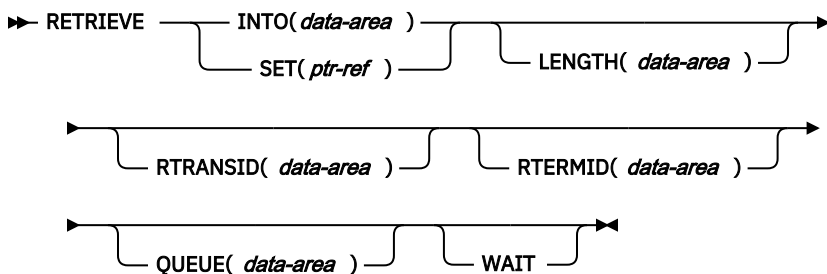 RETRIEVE INTO( data-area )
SET( ptr-ref )
LENGTH( data-area )
RTRANSID( data-area )
RTERMID( data-area )
QUEUE( data-area )
WAIT